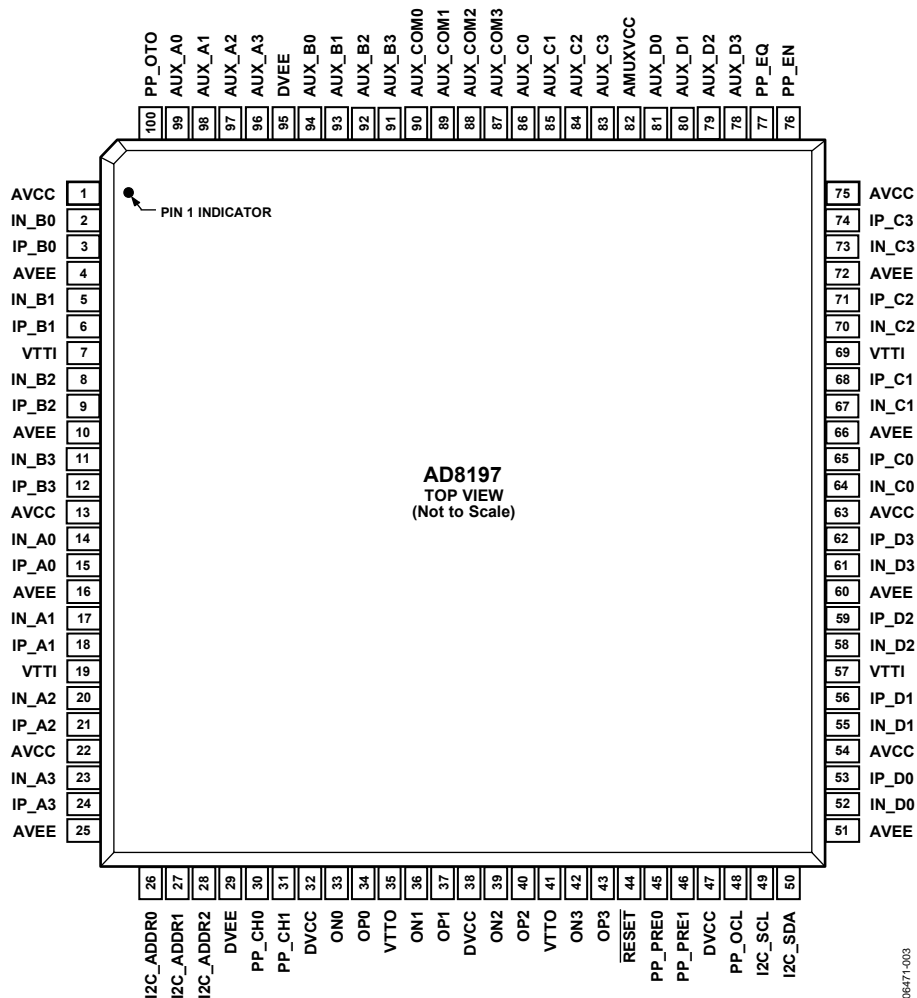 PP_OTO
AUX_A0
AUX_A1
AUX_A2
AUX_A3
DVEE
AUX_B0
AUX_B1
AUX_B2
AUX_B3
AUX_COM0
AUX_COM1
AUX_COM2
AUX_COM3
AUX_C0
AUX_C1
AUX_C2
AUX_C3
AMUXVCC
AUX_D0
AUX_D1
AUX_D2
AUX_D3
PP_EQ
PP_EN
100 99 98 97 96 95 94 93 92 91 90 89 88 87 86 85 84 83 82 81 80 79 78 77 76
PIN 1 INDICATOR
AVCC 1
IN_B0 2
IP_B0 3
AVEE 4
IN_B1 5
IP_B1 6
VTTI 7
IN_B2 8
IP_B2 9
AVEE 10
IN_B3 11
IP_B3 12
AVCC 13
IN_A0 14
IP_A0 15
AVEE 16
IN_A1 17
IP_A1 18
VTTI 19
IN_A2 20
IP_A2 21
AVCC 22
IN_A3 23
IP_A3 24
AVEE 25
AD8197
TOP VIEW
(Not to Scale)
75 AVCC
74 IP_C3
73 IN_C3
72 AVEE
71 IP_C2
70 IN_C2
69 VTTI
68 IP_C1
67 IN_C1
66 AVEE
65 IP_C0
64 IN_C0
63 AVCC
62 IP_D3
61 IN_D3
60 AVEE
59 IP_D2
58 IN_D2
57 VTTI
56 IP_D1
55 IN_D1
54 AVCC
53 IP_D0
52 IN_D0
51 AVEE
26 27 28 29 30 31 32 33 34 35 36 37 38 39 40 41 42 43 44 45 46 47 48 49 50
I2C_ADDR0
I2C_ADDR1
I2C_ADDR2
DVEE
PP_CH0
PP_CH1
DVCC
ON0
OP0
VTTO
ON1
OP1
DVCC
ON2
OP2
VTTO
ON3
OP3
RESET
PP_PRE0
PP_PRE1
DVCC
PP_OCL
I2C_SCL
I2C_SDA
06471-003